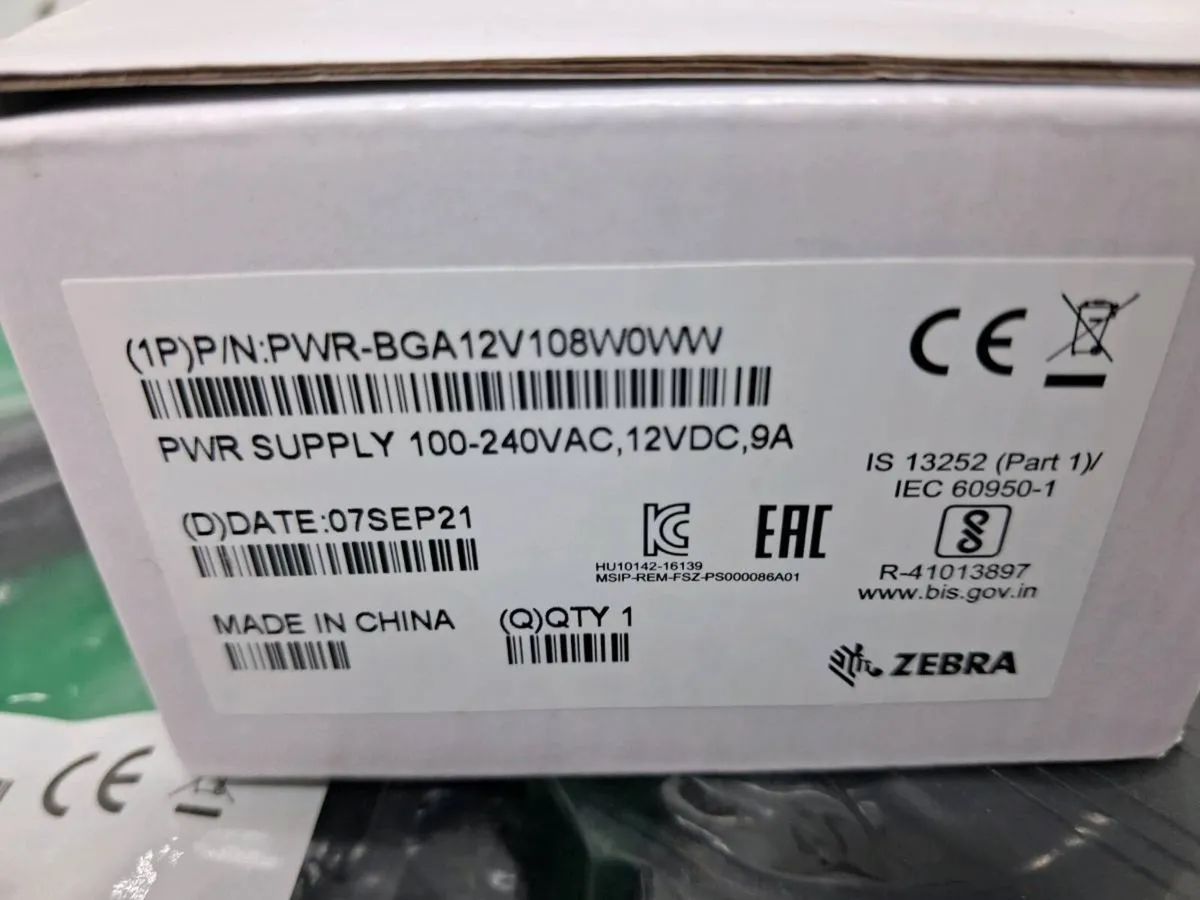 (1P)P/N:PWR-BGA12V108W0WW
PWR SUPPLY 100-240VAC,12VDC,9A
(D)DATE:07SEP21
MADE IN CHINA
(Q)QTY 1
HU10142-16139
MSIP-REM-FSZ-PS000086A01
CE
IS 13252 (Part 1)/
IEC 60950-1
KC
EAC
R-41013897
www.bis.gov.in
ZEBRA
CE